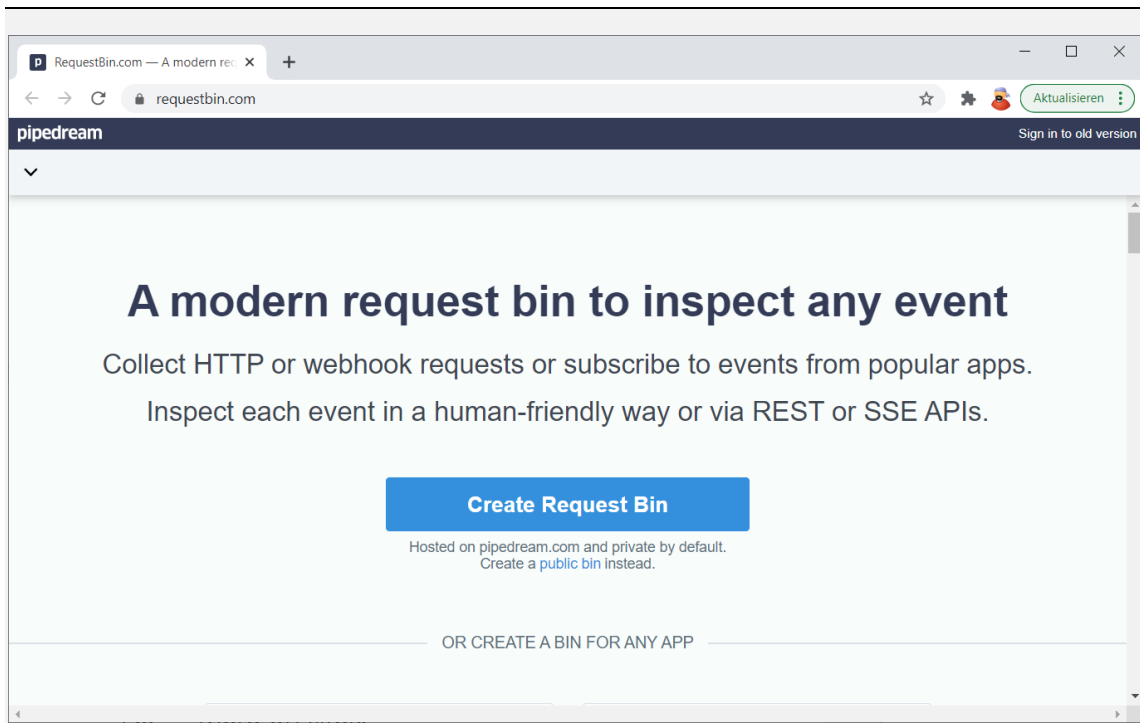 RequestBin.com — A modern rec
requestbin.com
Aktualisieren
pipedream
Sign in to old version
A modern request bin to inspect any event
Collect HTTP or webhook requests or subscribe to events from popular apps.
Inspect each event in a human-friendly way or via REST or SSE APIs.
Create Request Bin
Hosted on pipedream.com and private by default.
Create a public bin instead.
OR CREATE A BIN FOR ANY APP